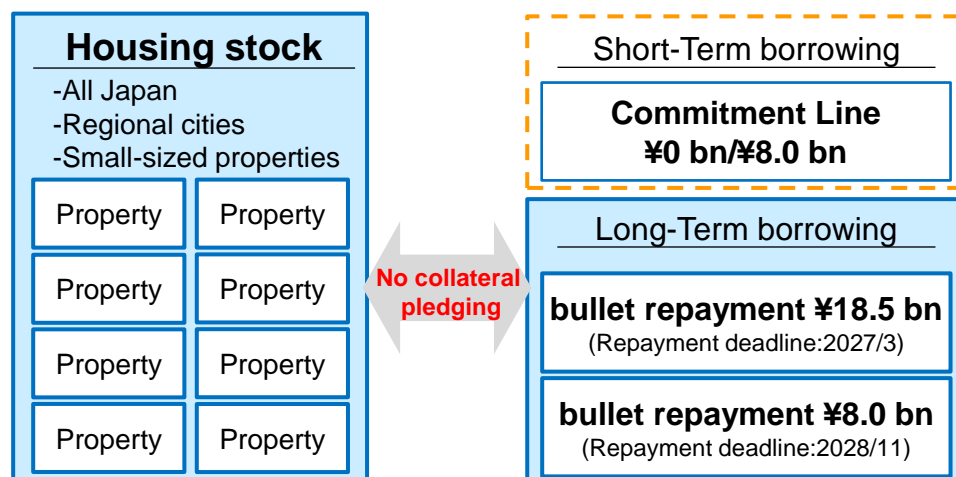 Housing stock
-All Japan
-Regional cities
-Small-sized properties
Property
Property
Property
Property
Property
Property
Property
Property
No collateral
pledging
Short-Term borrowing
Commitment Line
¥0 bn/¥8.0 bn
Long-Term borrowing
bullet repayment ¥18.5 bn
(Repayment deadline:2027/3)
bullet repayment ¥8.0 bn
(Repayment deadline:2028/11)